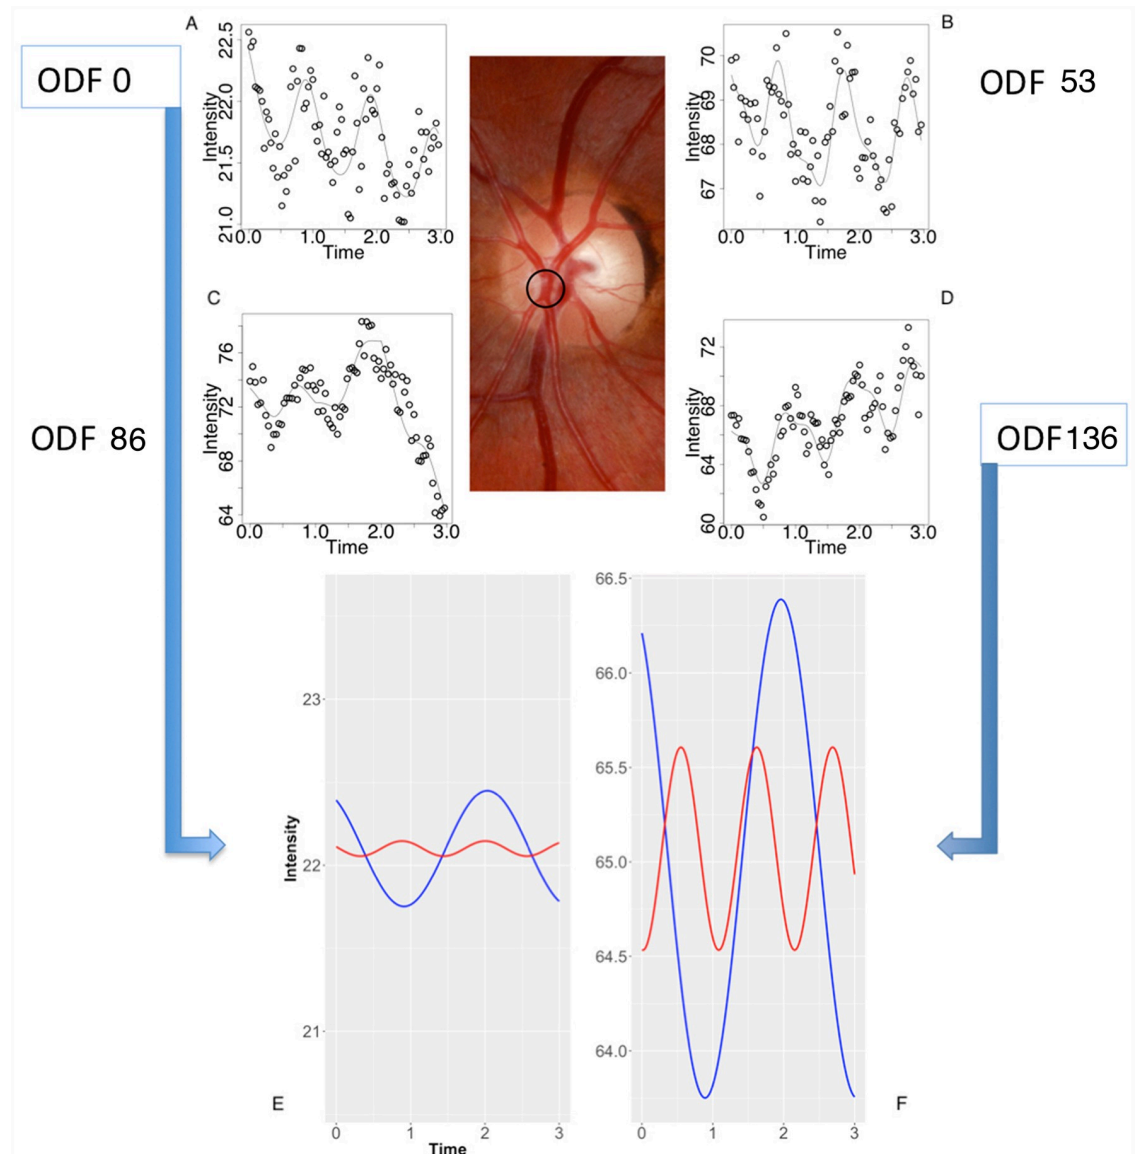 A
B
ODF 0
ODF 53
Intensity
22.5
22.0
21.5
21.0
0.0 1.0 2.0 3.0
Time
Intensity
70
69
68
67
0.0 1.0 2.0 3.0
Time
C
D
ODF 86
ODF136
Intensity
76
72
68
64
0.0 1.0 2.0 3.0
Time
Intensity
72
68
64
60
0.0 1.0 2.0 3.0
Time
Intensity
23
22
21
E
0 1 2 3
Time
66.5
66.0
65.5
65.0
64.5
64.0
F
0 1 2 3